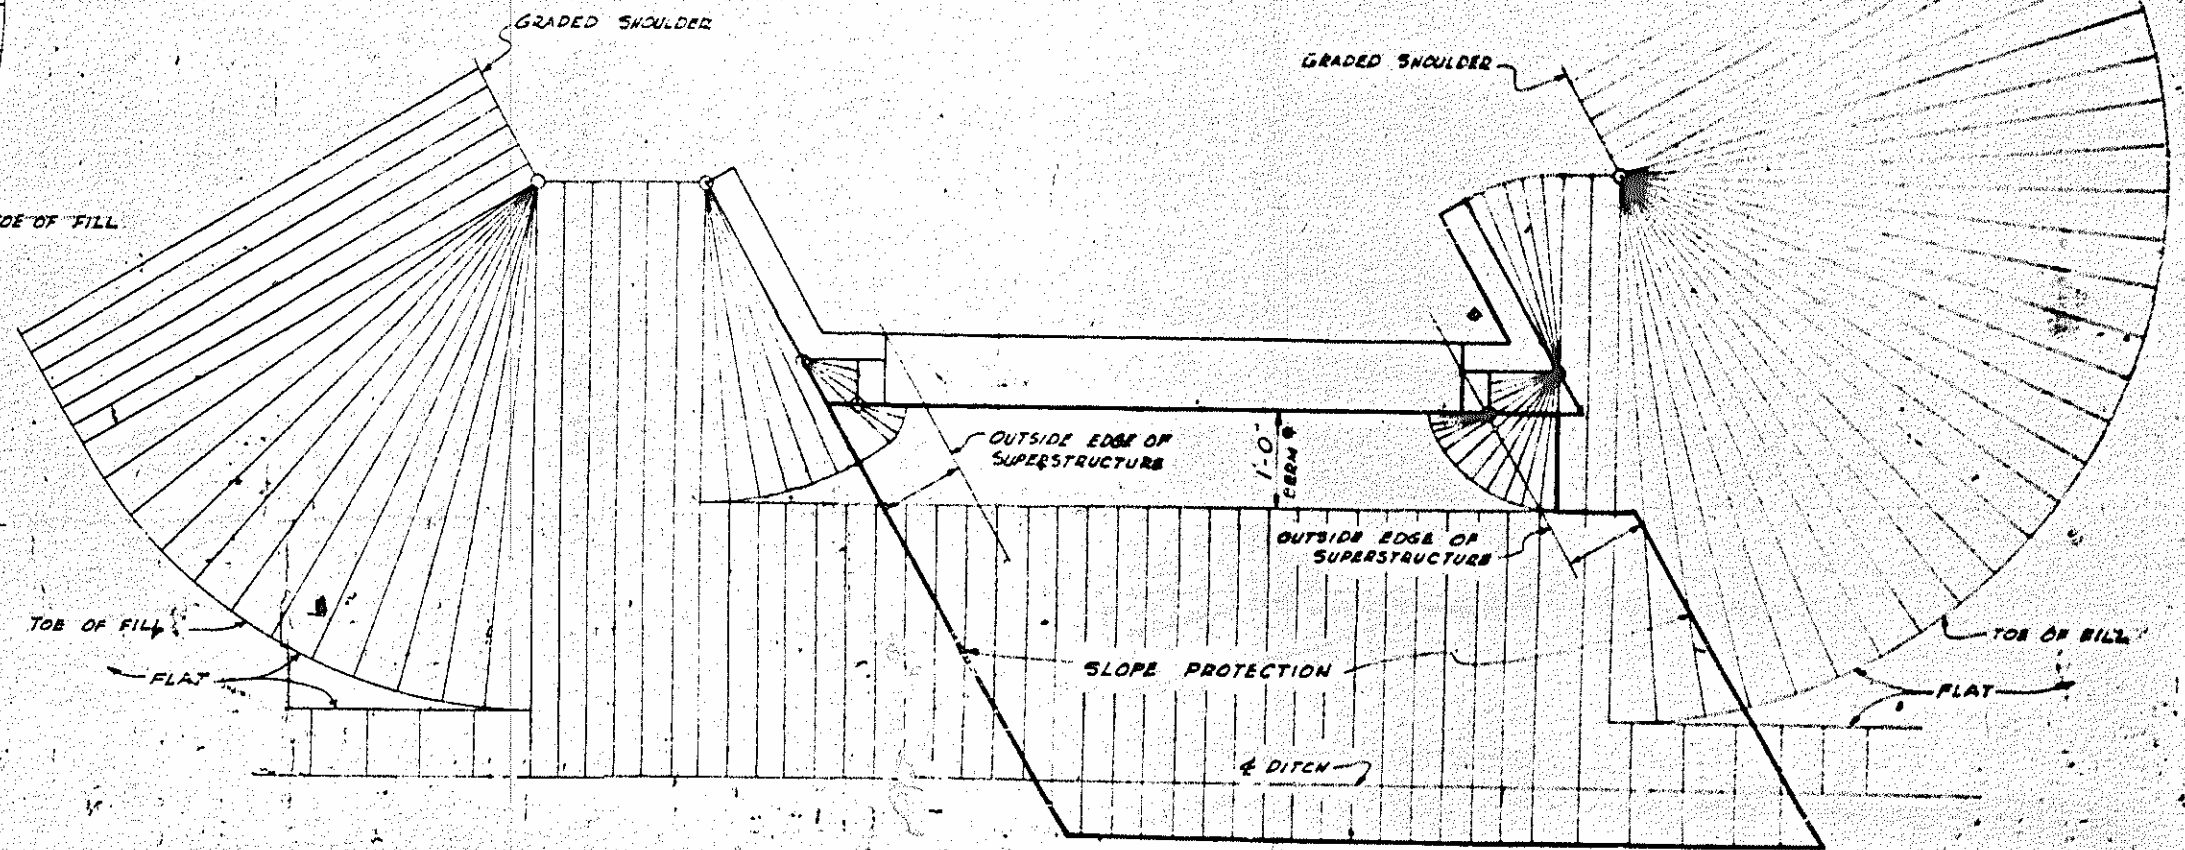 GRADED SHOULDER
GRADED SHOULDER
TOE OF FILL
OUTSIDE EDGE OF
SUPERSTRUCTURE
1'-0"
BERM
OUTSIDE EDGE OF
SUPERSTRUCTURE
TOE OF FILL
FLAT
SLOPE PROTECTION
TOE OF FILL
FLAT
℄ DITCH